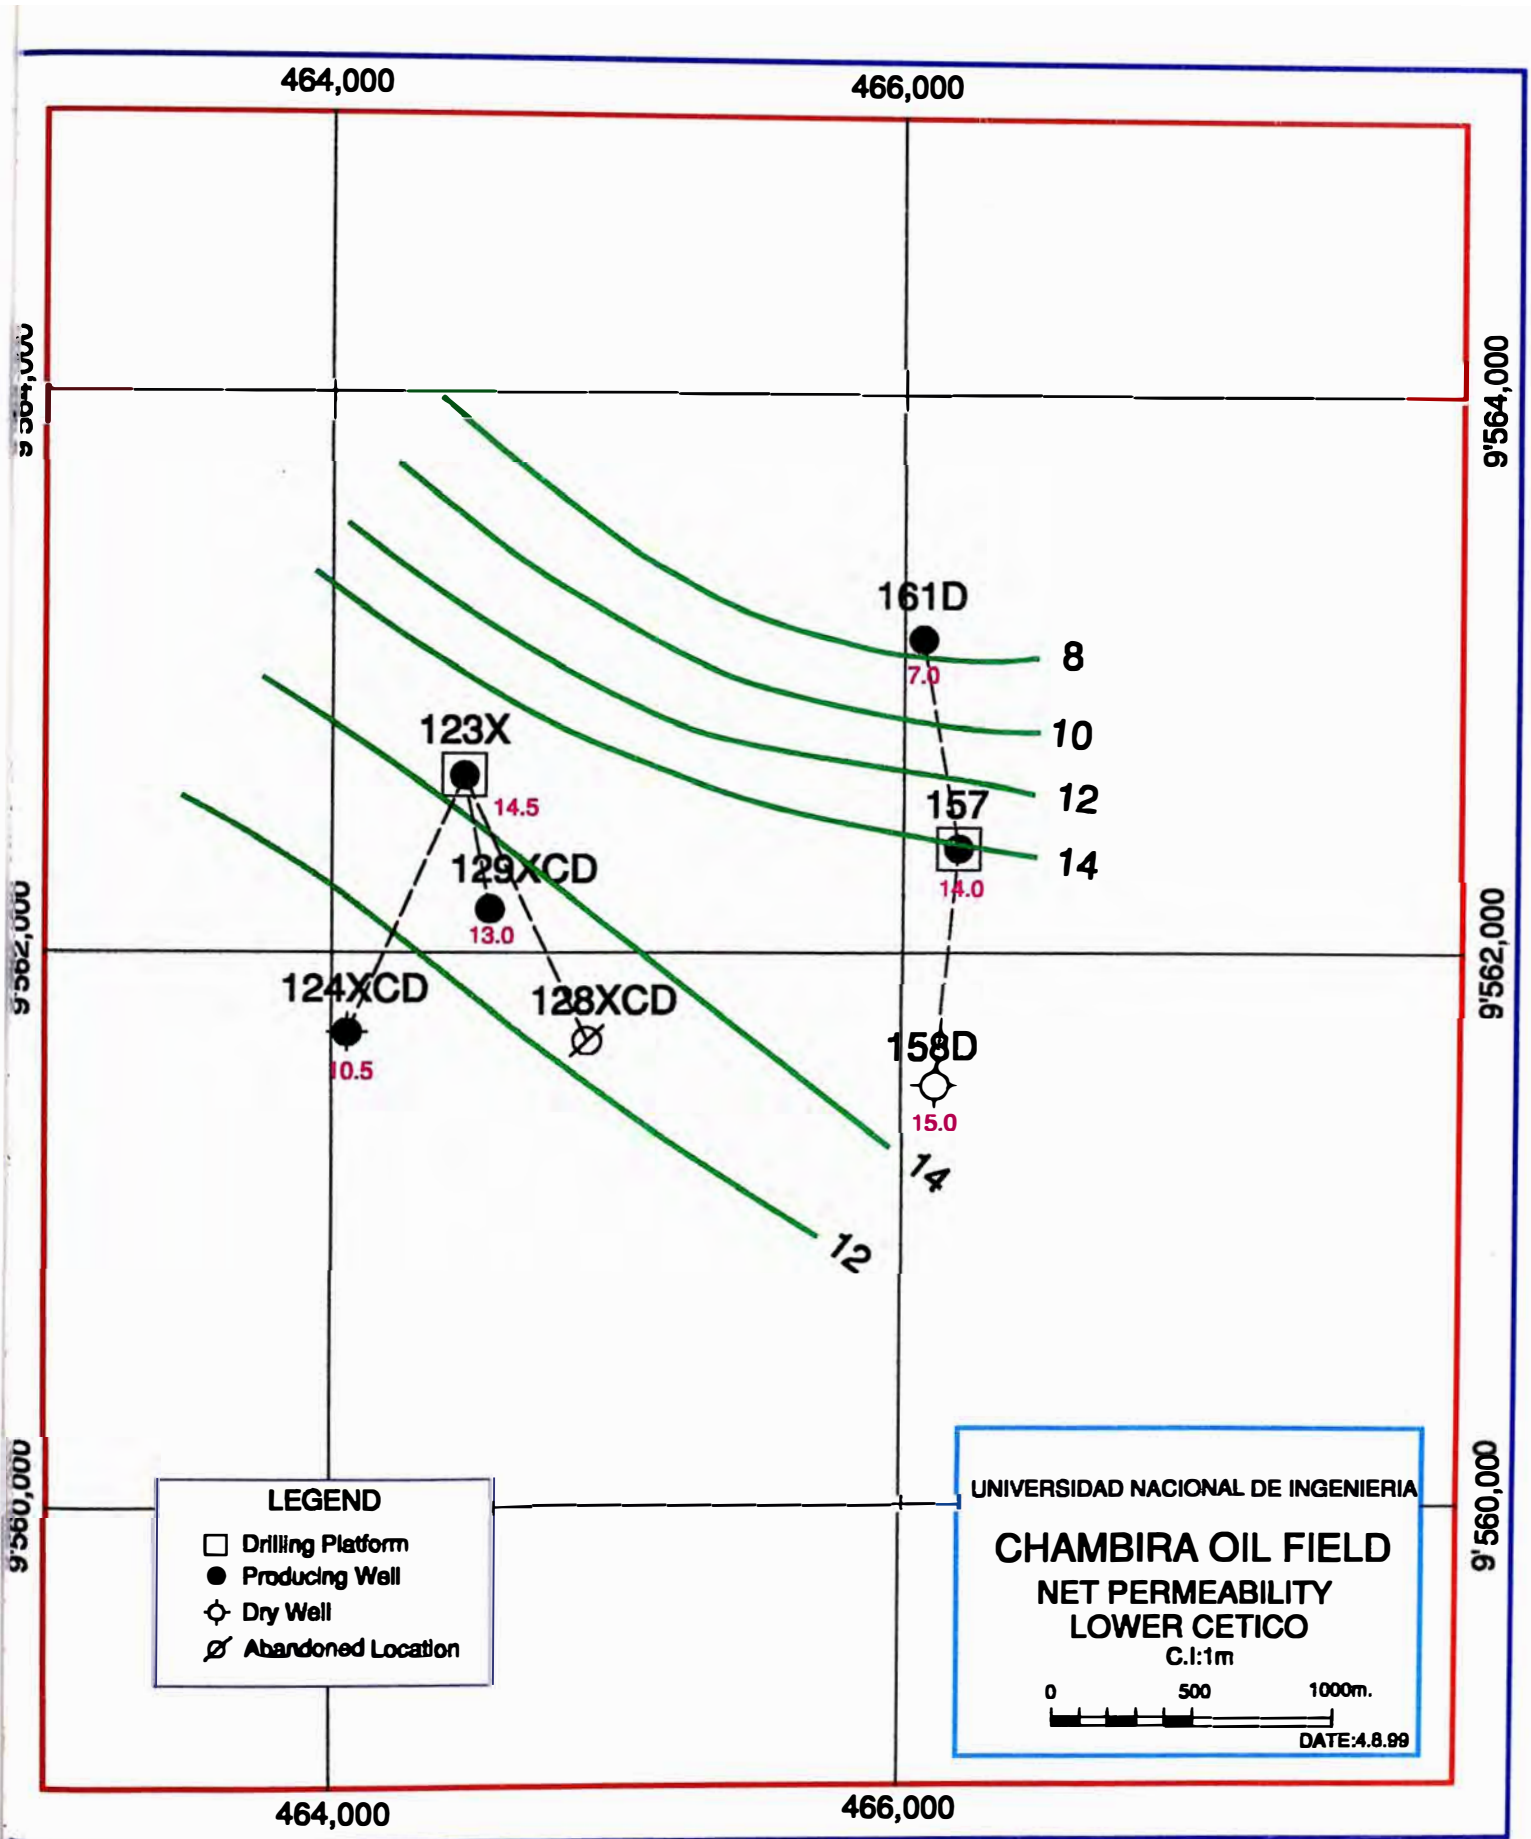 464,000
466,000
9'564,000
161D
7.0
8
10
12
14
123X
14.5
157
14.0
129XCD
13.0
9'562,000
124XCD
10.5
128XCD
158D
15.0
14
12
9'560,000
LEGEND
Drilling Platform
Producing Well
Dry Well
Abandoned Location
UNIVERSIDAD NACIONAL DE INGENIERIA
CHAMBIRA OIL FIELD
NET PERMEABILITY
LOWER CETICO
C.I:1m
0 500 1000m.
DATE:4.8.99
464,000
466,000